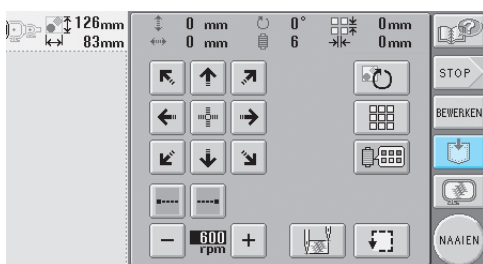 126mm
83mm
0 mm 0° 0mm
0 mm 6 0mm
STOP
BEWERKEN
600
rpm
NAAIEN